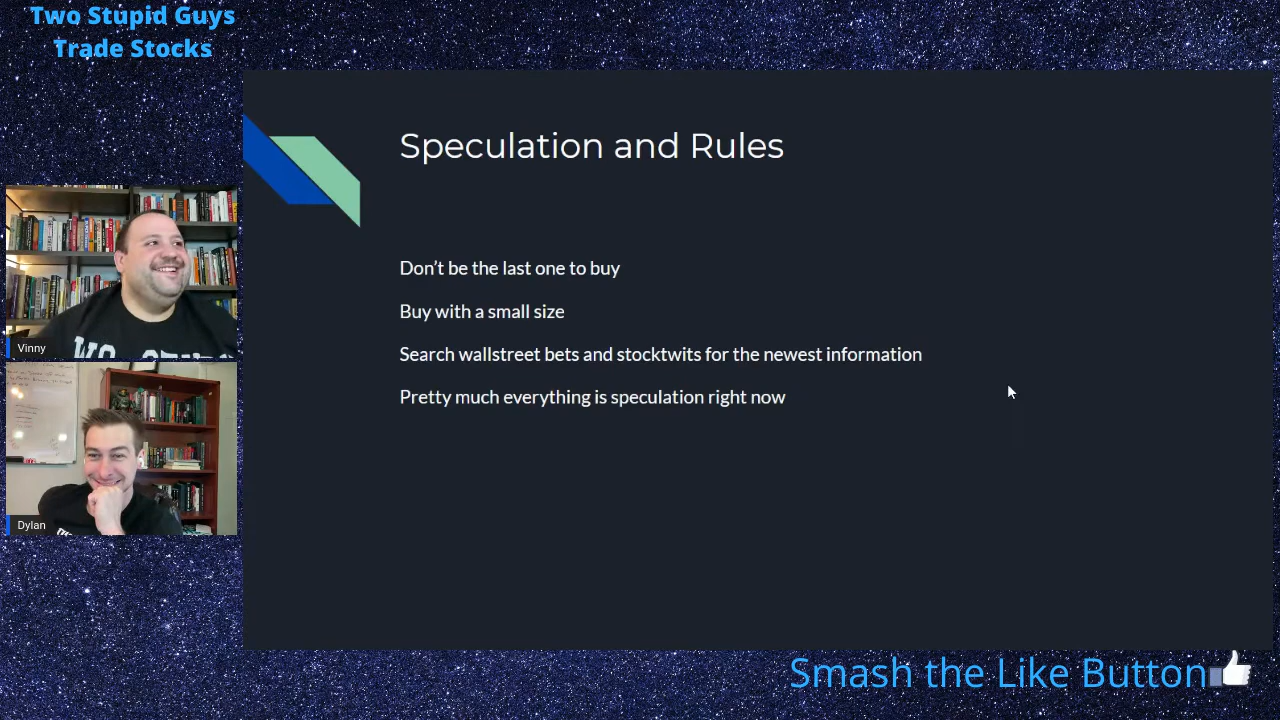 Two Stupid Guys
Trade Stocks
Speculation and Rules
Don’t be the last one to buy
Buy with a small size
Search wallstreet bets and stocktwits for the newest information
Pretty much everything is speculation right now
Vinny
Dylan
Smash the Like Button